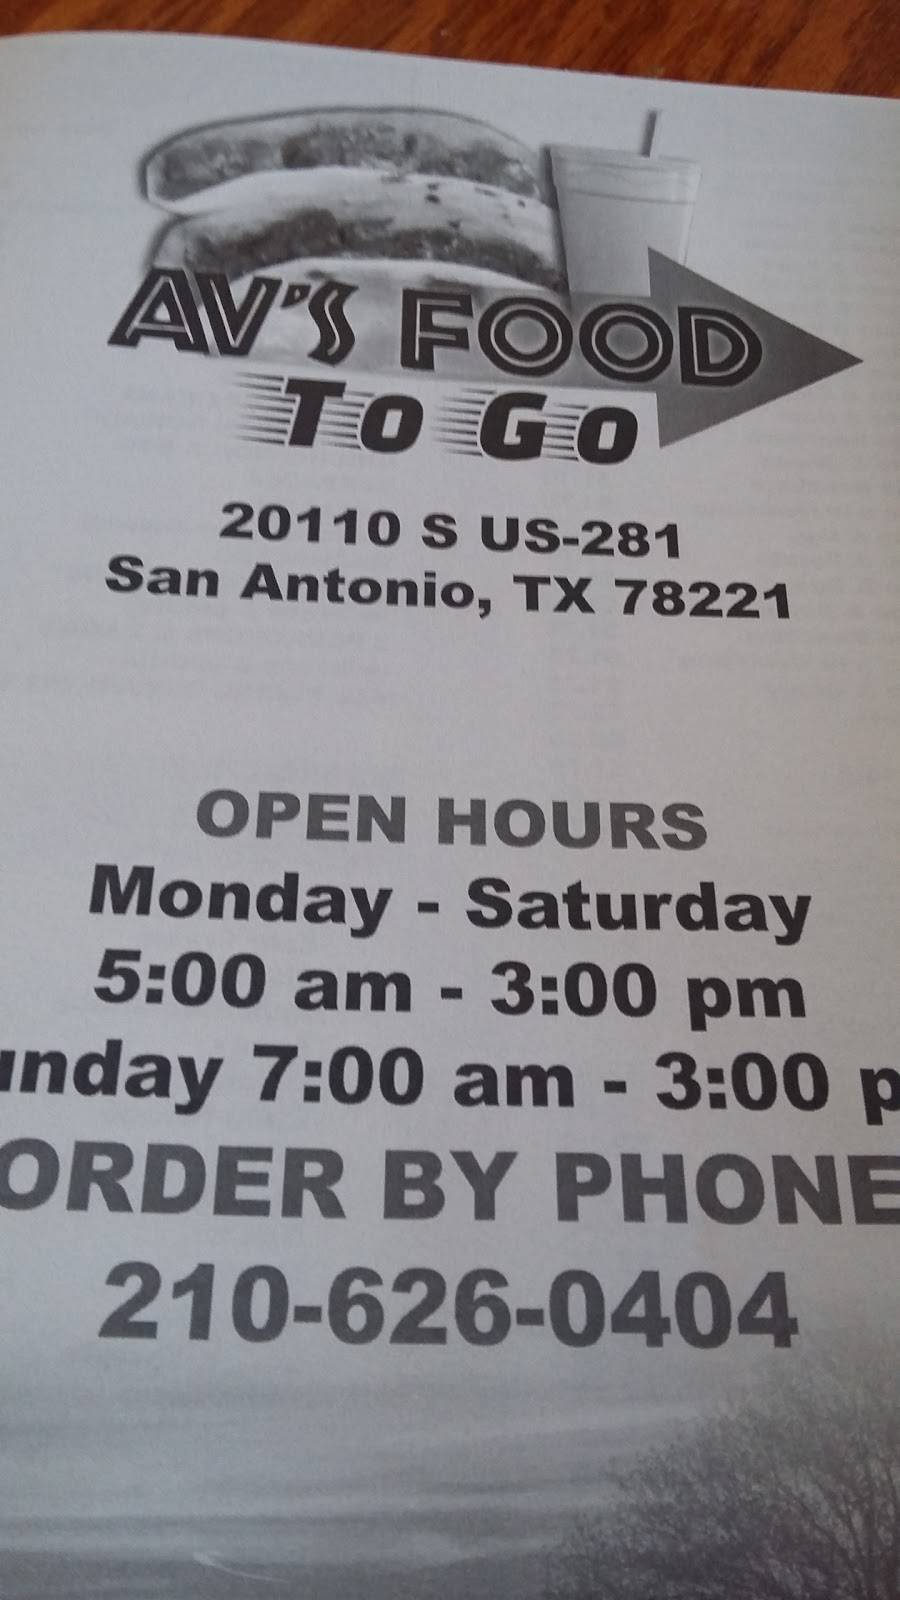 AV'S FOOD
To Go
20110 S US-281
San Antonio, TX 78221
OPEN HOURS
Monday - Saturday
5:00 am - 3:00 pm
unday 7:00 am - 3:00 p
ORDER BY PHONE
210-626-0404